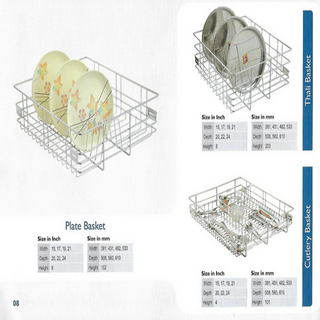 Plate Basket
Size in Inch
Size in mm
Width 15, 17, 19, 21
Width 381, 431, 482, 533
Depth 20, 22, 24
Depth 508, 560, 610
Height 6
Height 152
08
Thali Basket
Size in Inch
Size in mm
Width 15, 17, 19, 21
Width 381, 431, 482, 533
Depth 20, 22, 24
Depth 508, 560, 610
Height 8
Height 203
Cutlery Basket
Size in Inch
Size in mm
Width 15, 17, 19, 21
Width 381, 431, 482, 533
Depth 20, 22, 24
Depth 508, 560, 610
Height 4
Height 101